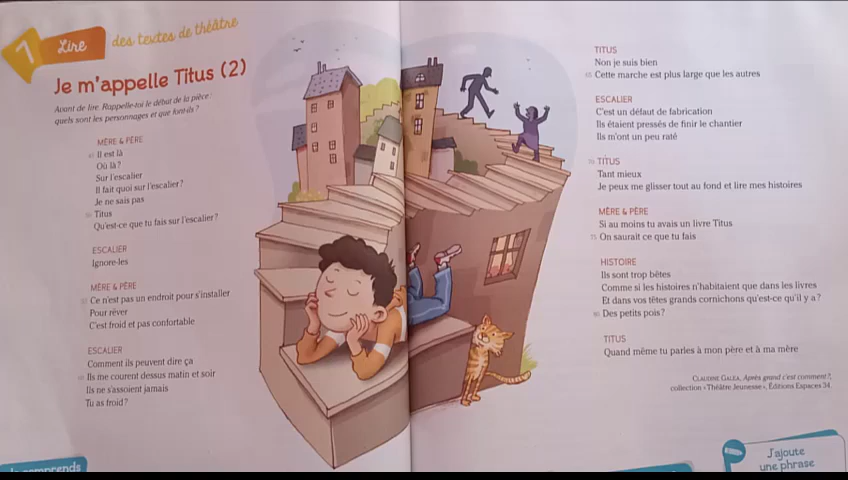 7
Lire
des textes de théâtre
Je m'appelle Titus (2)
Avant de lire Rappelle-toi le début de la pièce :
quels sont les personnages et que font-ils ?
MÈRE & PÈRE
Il est là
Où là ?
Sur l'escalier
Il fait quoi sur l'escalier ?
Je ne sais pas
Titus
Qu'est-ce que tu fais sur l'escalier ?
ESCALIER
Ignore-les
MÈRE & PÈRE
Ce n'est pas un endroit pour s'installer
Pour rêver
C'est froid et pas confortable
ESCALIER
Comment ils peuvent dire ça
Ils me courent dessus matin et soir
Ils ne s'assoient jamais
Tu as froid ?
TITUS
Non je suis bien
Cette marche est plus large que les autres
ESCALIER
C'est un défaut de fabrication
Ils étaient pressés de finir le chantier
Ils m'ont un peu raté
TITUS
Tant mieux
Je peux me glisser tout au fond et lire mes histoires
MÈRE & PÈRE
Si au moins tu avais un livre Titus
On saurait ce que tu fais
HISTOIRE
Ils sont trop bêtes
Comme si les histoires n'habitaient que dans les livres
Et dans vos têtes grands cornichons qu'est-ce qu'il y a ?
Des petits pois ?
TITUS
Quand même tu parles à mon père et à ma mère
CLAUDINE GALEA, Après grand c'est comment ?,
collection « Théâtre Jeunesse », Éditions Espaces 34.
comprends
J'ajoute
une phrase